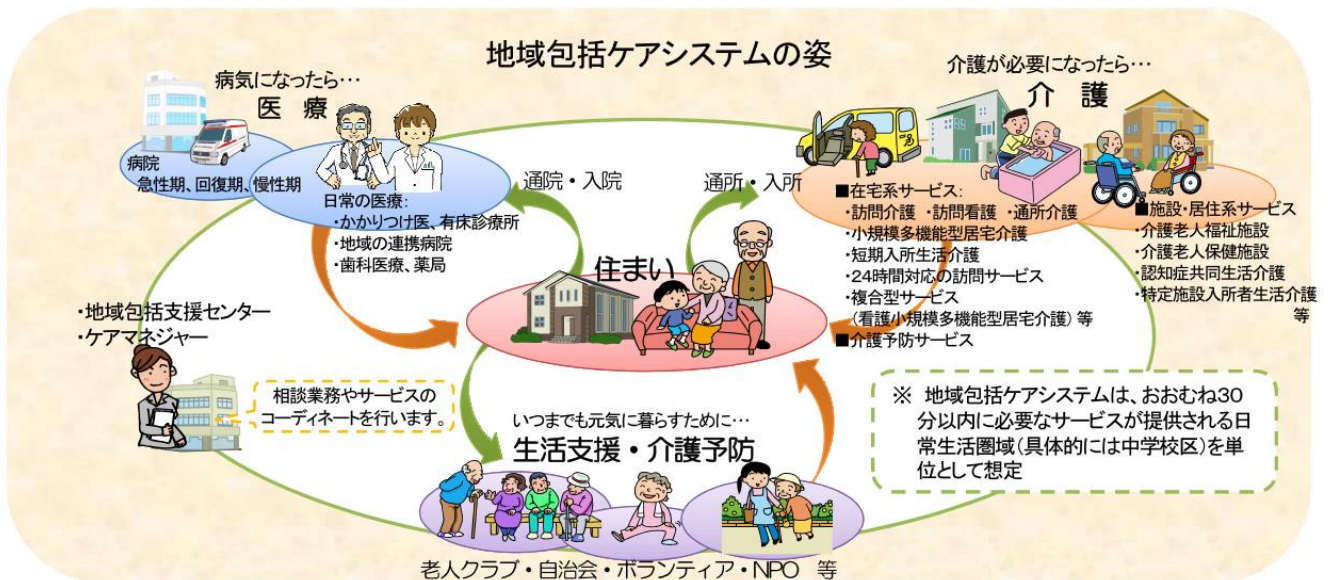 地域包括ケアシステムの姿
病気になったら…
医 療
病院
急性期、回復期、慢性期
日常の医療:
・かかりつけ医、有床診療所
・地域の連携病院
・歯科医療、薬局
通院・入院
通所・入所
介護が必要になったら…
介 護
■在宅系サービス:
・訪問介護 ・訪問看護 ・通所介護
・小規模多機能型居宅介護
・短期入所生活介護
・24時間対応の訪問サービス
・複合型サービス
(看護小規模多機能型居宅介護) 等
■介護予防サービス
■施設・居住系サービス
・介護老人福祉施設
・介護老人保健施設
・認知症共同生活介護
・特定施設入所者生活介護
等
住まい
・地域包括支援センター
・ケアマネジャー
相談業務やサービスの
コーディネートを行います。
いつまでも元気に暮らすために…
生活支援・介護予防
老人クラブ・自治会・ボランティア・NPO 等
※ 地域包括ケアシステムは、おおむね30
分以内に必要なサービスが提供される日
常生活圏域(具体的には中学校区)を単
位として想定